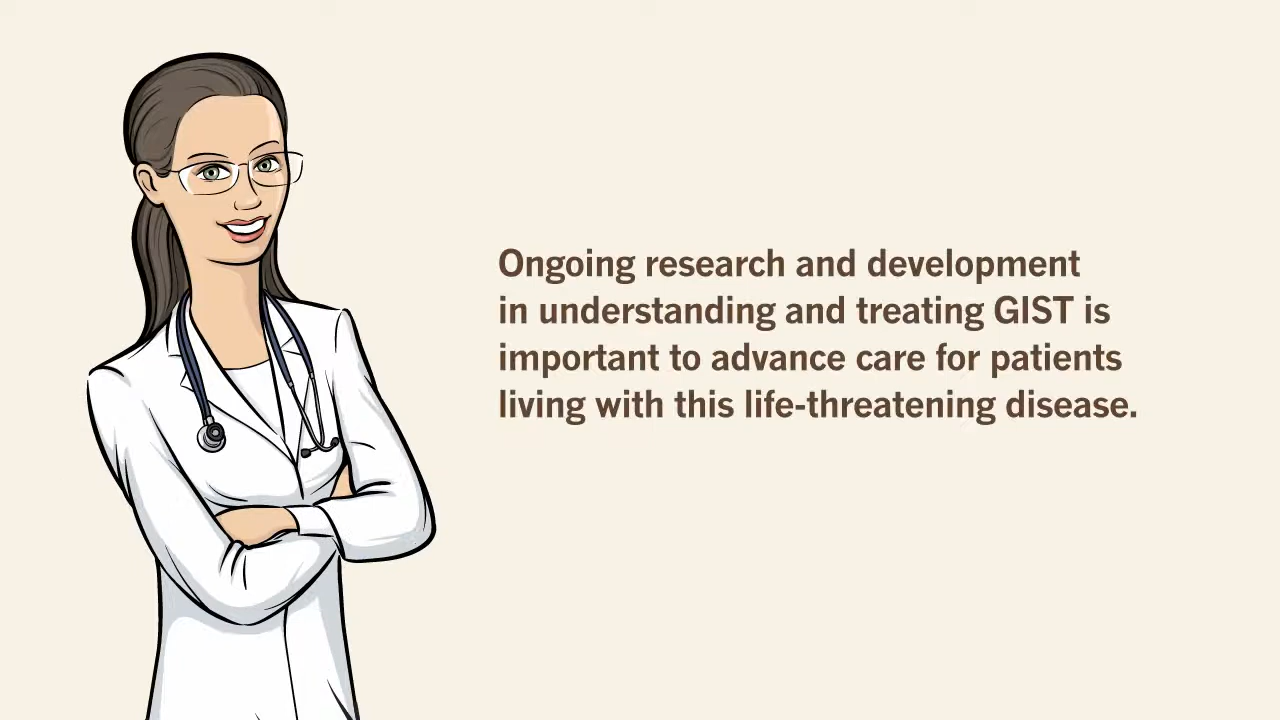 Ongoing research and development
in understanding and treating GIST is
important to advance care for patients
living with this life-threatening disease.